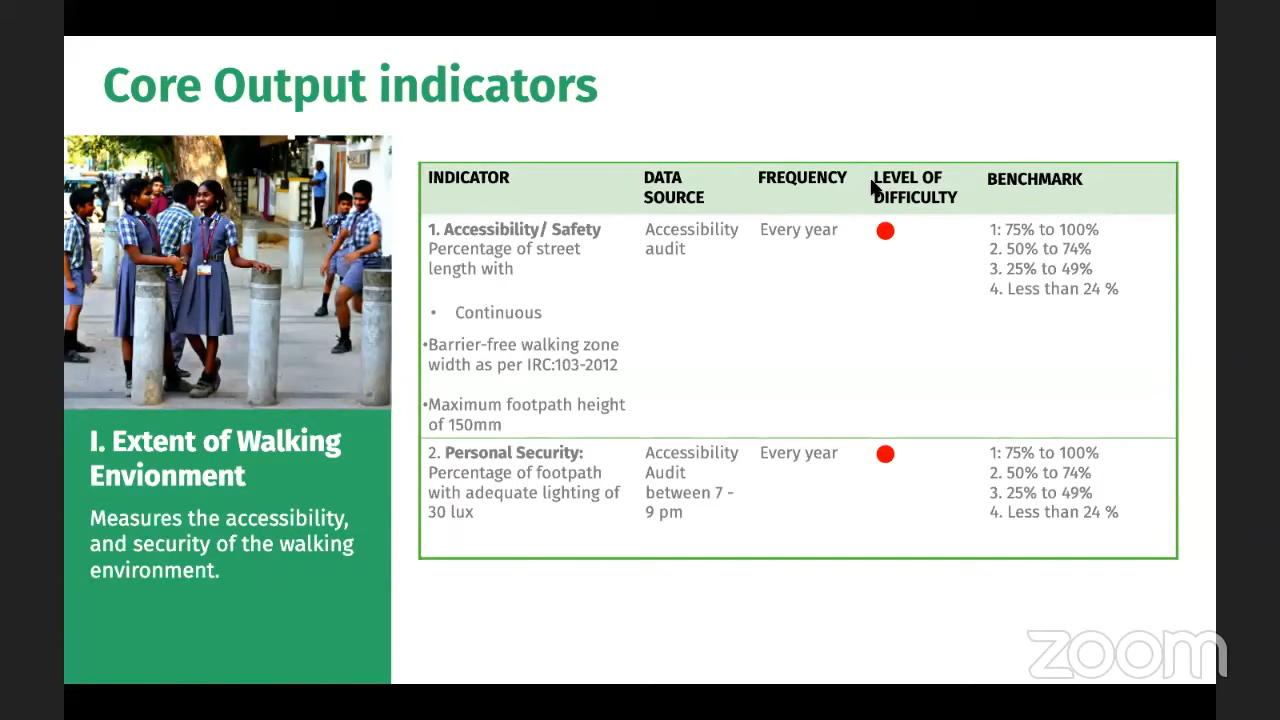 Core Output indicators
I. Extent of Walking
Envionment
Measures the accessibility,
and security of the walking
environment.
INDICATOR
DATA
SOURCE
FREQUENCY
LEVEL OF
DIFFICULTY
BENCHMARK
1. Accessibility/ Safety
Percentage of street
length with
• Continuous
•Barrier-free walking zone
width as per IRC:103-2012
•Maximum footpath height
of 150mm
Accessibility
audit
Every year
1: 75% to 100%
2. 50% to 74%
3. 25% to 49%
4. Less than 24 %
2. Personal Security:
Percentage of footpath
with adequate lighting of
30 lux
Accessibility
Audit
between 7 -
9 pm
Every year
1: 75% to 100%
2. 50% to 74%
3. 25% to 49%
4. Less than 24 %
zoom